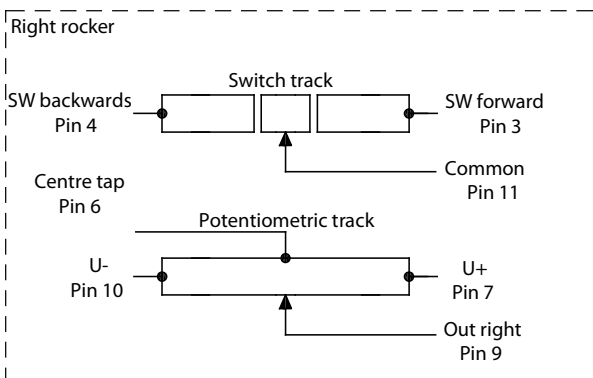 Right rocker
Switch track
SW backwards
Pin 4
SW forward
Pin 3
Common
Pin 11
Centre tap
Pin 6
Potentiometric track
U-
Pin 10
U+
Pin 7
Out right
Pin 9